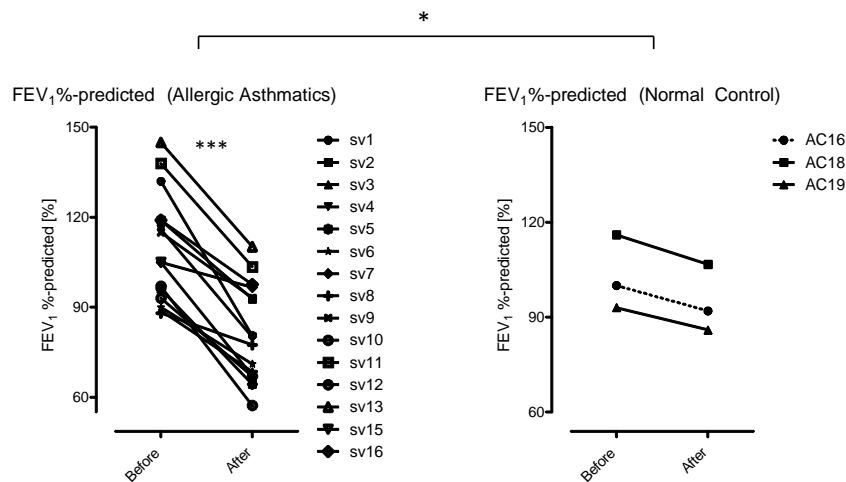 *
FEV₁%-predicted (Allergic Asthmatics)
150
120
90
60
FEV₁ %-predicted [%]
***
Before
After
sv1
sv2
sv3
sv4
sv5
sv6
sv7
sv8
sv9
sv10
sv11
sv12
sv13
sv15
sv16
FEV₁%-predicted (Normal Control)
150
120
90
60
FEV₁ %-predicted [%]
Before
After
AC16
AC18
AC19